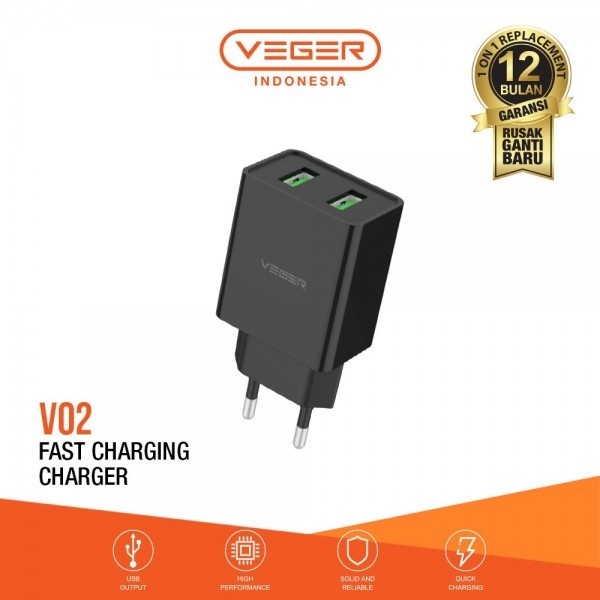 VEGER
INDONESIA
1 ON 1 REPLACEMENT
12
BULAN
GARANSI
RUSAK
GANTI
BARU
VEGER
V02
FAST CHARGING
CHARGER
USB
OUTPUT
HIGH
PERFORMANCE
SOLID AND
RELIABLE
QUICK
CHARGING